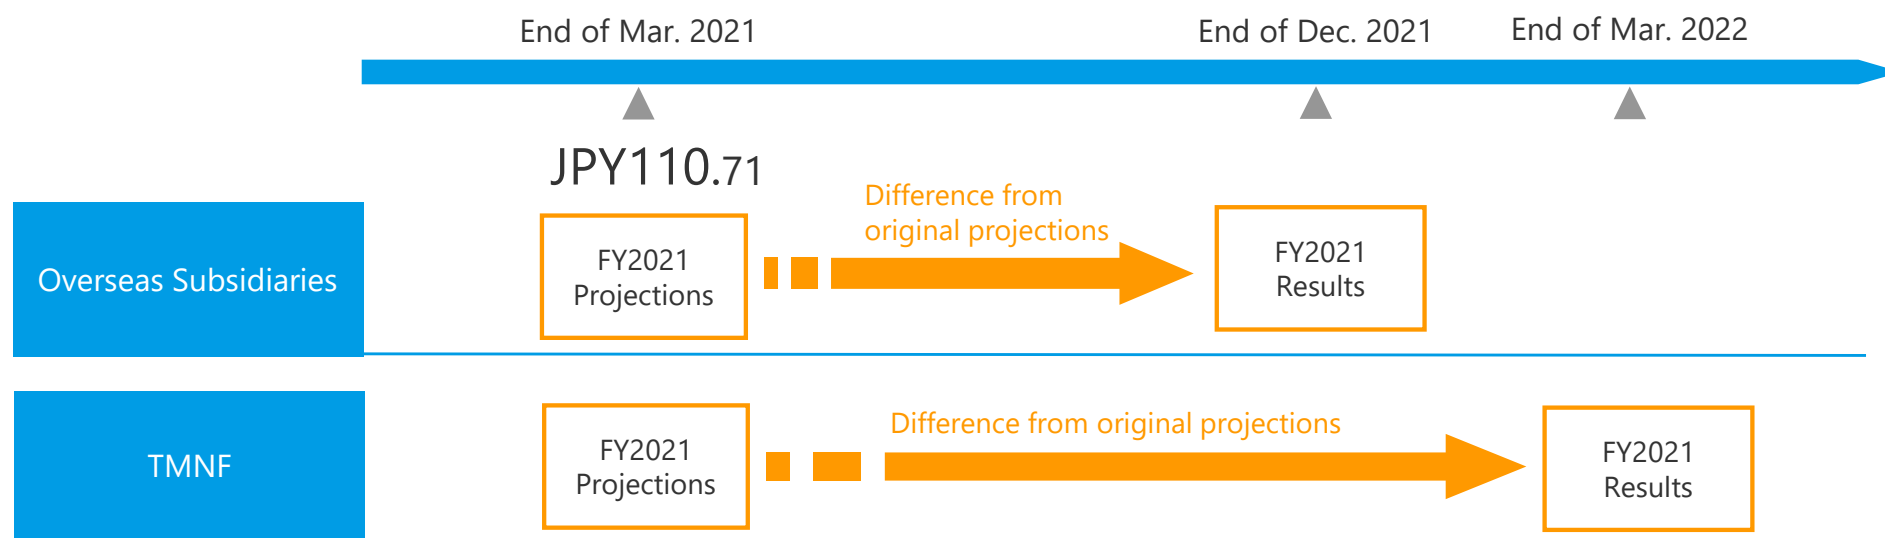 End of Mar. 2021
End of Dec. 2021
End of Mar. 2022
JPY110.71
Overseas Subsidiaries
FY2021
Projections
Difference from
original projections
FY2021
Results
TMNF
FY2021
Projections
Difference from original projections
FY2021
Results